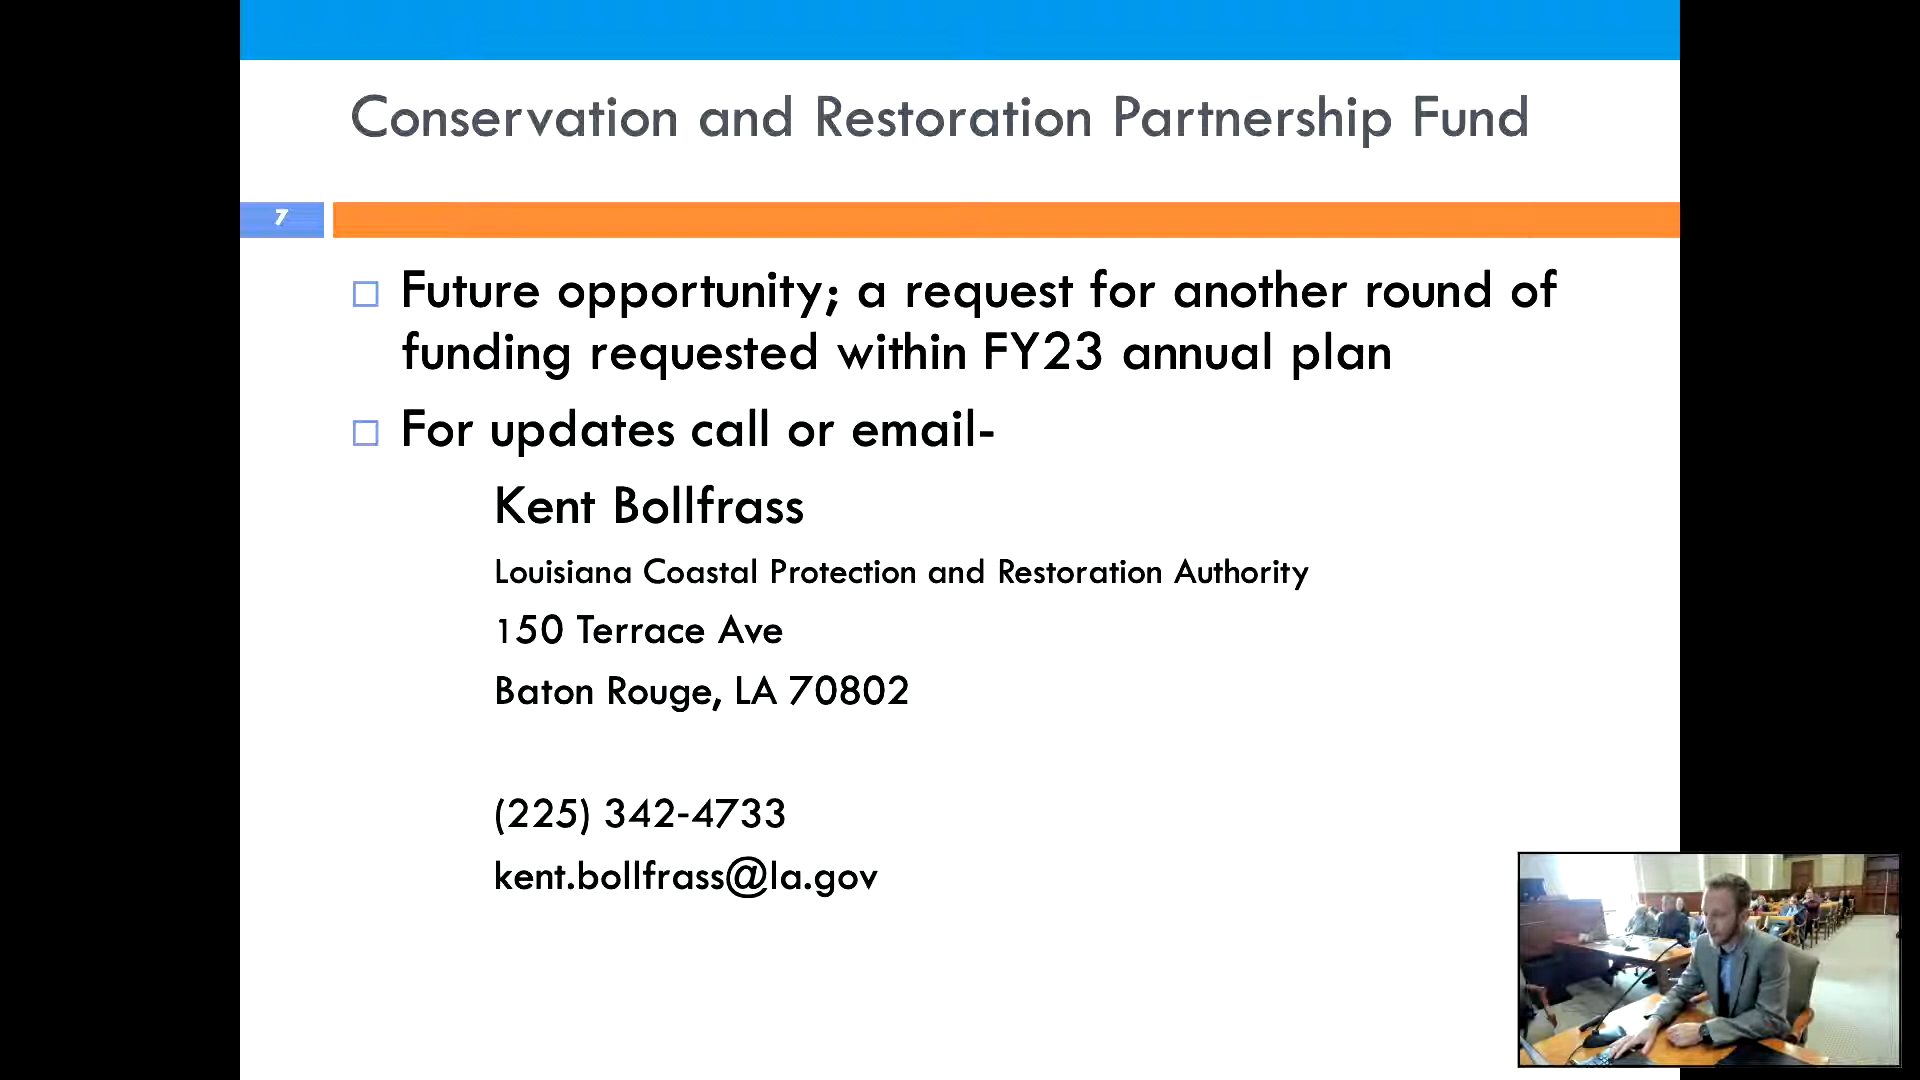 Conservation and Restoration Partnership Fund
7
Future opportunity; a request for another round of
funding requested within FY23 annual plan
For updates call or email-
Kent Bollfrass
Louisiana Coastal Protection and Restoration Authority
150 Terrace Ave
Baton Rouge, LA 70802
(225) 342-4733
kent.bollfrass@la.gov